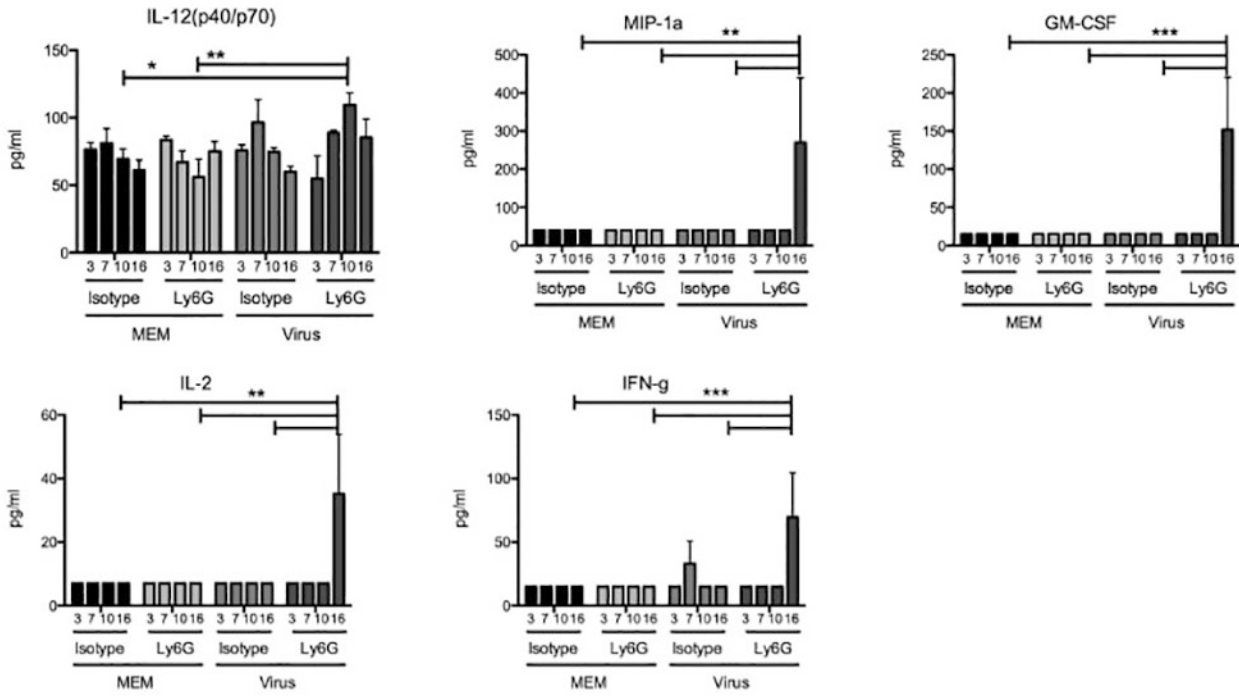 IL-12(p40/p70)
**
*
150
100
50
0
pg/ml
3 7 10 16 3 7 10 16 3 7 10 16 3 7 10 16
Isotype Ly6G Isotype Ly6G
MEM Virus
MIP-1a
**
500
400
300
200
100
0
pg/ml
3 7 10 16 3 7 10 16 3 7 10 16 3 7 10 16
Isotype Ly6G Isotype Ly6G
MEM Virus
GM-CSF
***
250
200
150
100
50
0
pg/ml
3 7 10 16 3 7 10 16 3 7 10 16 3 7 10 16
Isotype Ly6G Isotype Ly6G
MEM Virus
IL-2
**
60
40
20
0
pg/ml
3 7 10 16 3 7 10 16 3 7 10 16 3 7 10 16
Isotype Ly6G Isotype Ly6G
MEM Virus
IFN-g
***
150
100
50
0
pg/ml
3 7 10 16 3 7 10 16 3 7 10 16 3 7 10 16
Isotype Ly6G Isotype Ly6G
MEM Virus